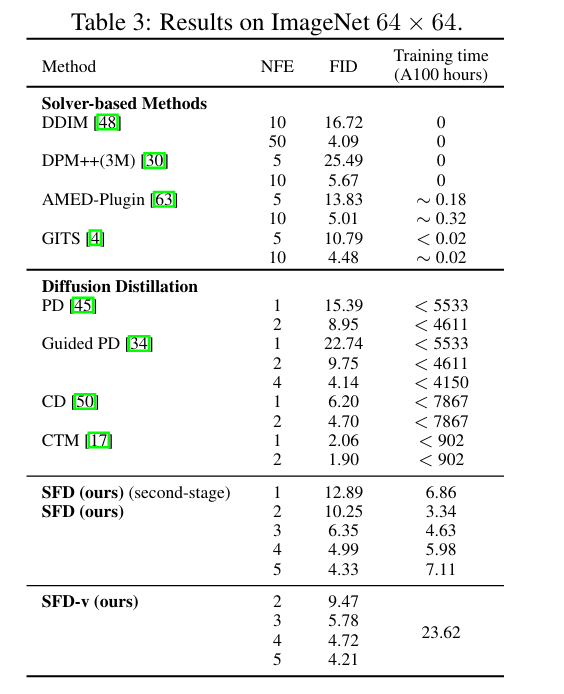 Table 3: Results on ImageNet 64 × 64.
Method NFE FID Training time (A100 hours)
Solver-based Methods
DDIM [48] 10 16.72 0
50 4.09 0
DPM++(3M) [30] 5 25.49 0
10 5.67 0
AMED-Plugin [63] 5 13.83 ∼ 0.18
10 5.01 ∼ 0.32
GITS [4] 5 10.79 < 0.02
10 4.48 ∼ 0.02
Diffusion Distillation
PD [45] 1 15.39 < 5533
2 8.95 < 4611
Guided PD [34] 1 22.74 < 5533
2 9.75 < 4611
4 4.14 < 4150
CD [50] 1 6.20 < 7867
2 4.70 < 7867
CTM [17] 1 2.06 < 902
2 1.90 < 902
SFD (ours) (second-stage) 1 12.89 6.86
SFD (ours) 2 10.25 3.34
3 6.35 4.63
4 4.99 5.98
5 4.33 7.11
SFD-v (ours) 2 9.47
3 5.78
23.62
4 4.72
5 4.21